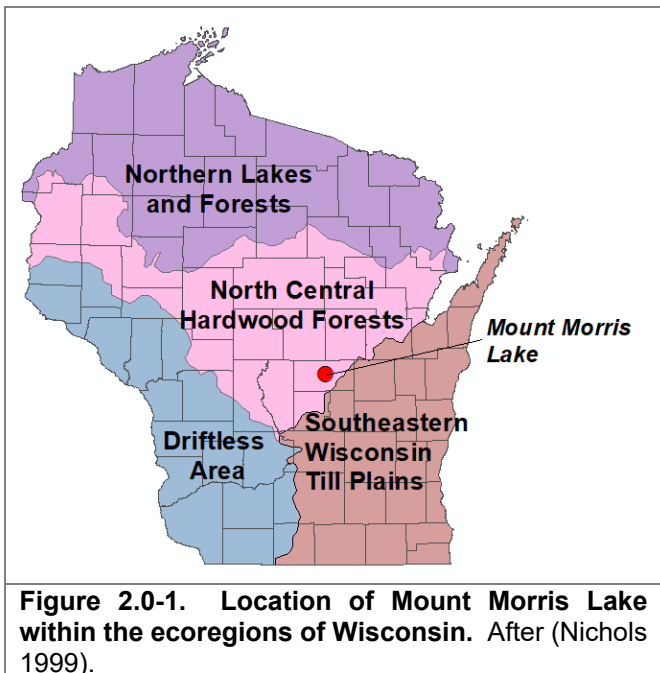 Northern Lakes
and Forests
North Central
Hardwood Forests
Mount Morris
Lake
Driftless
Area
Southeastern
Wisconsin
Till Plains
Figure 2.0-1. Location of Mount Morris Lake
within the ecoregions of Wisconsin. After (Nichols
1999).